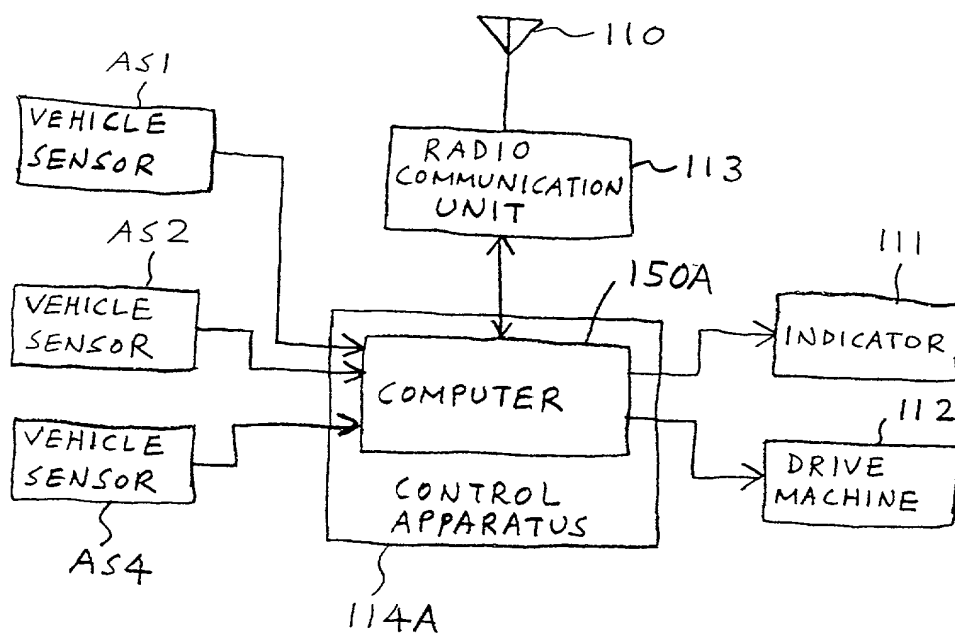 110
AS1
VEHICLE
SENSOR
RADIO
COMMUNICATION
UNIT
113
AS2
VEHICLE
SENSOR
150A
111
INDICATOR
COMPUTER
112
VEHICLE
SENSOR
DRIVE
MACHINE
CONTROL
APPARATUS
AS4
114A